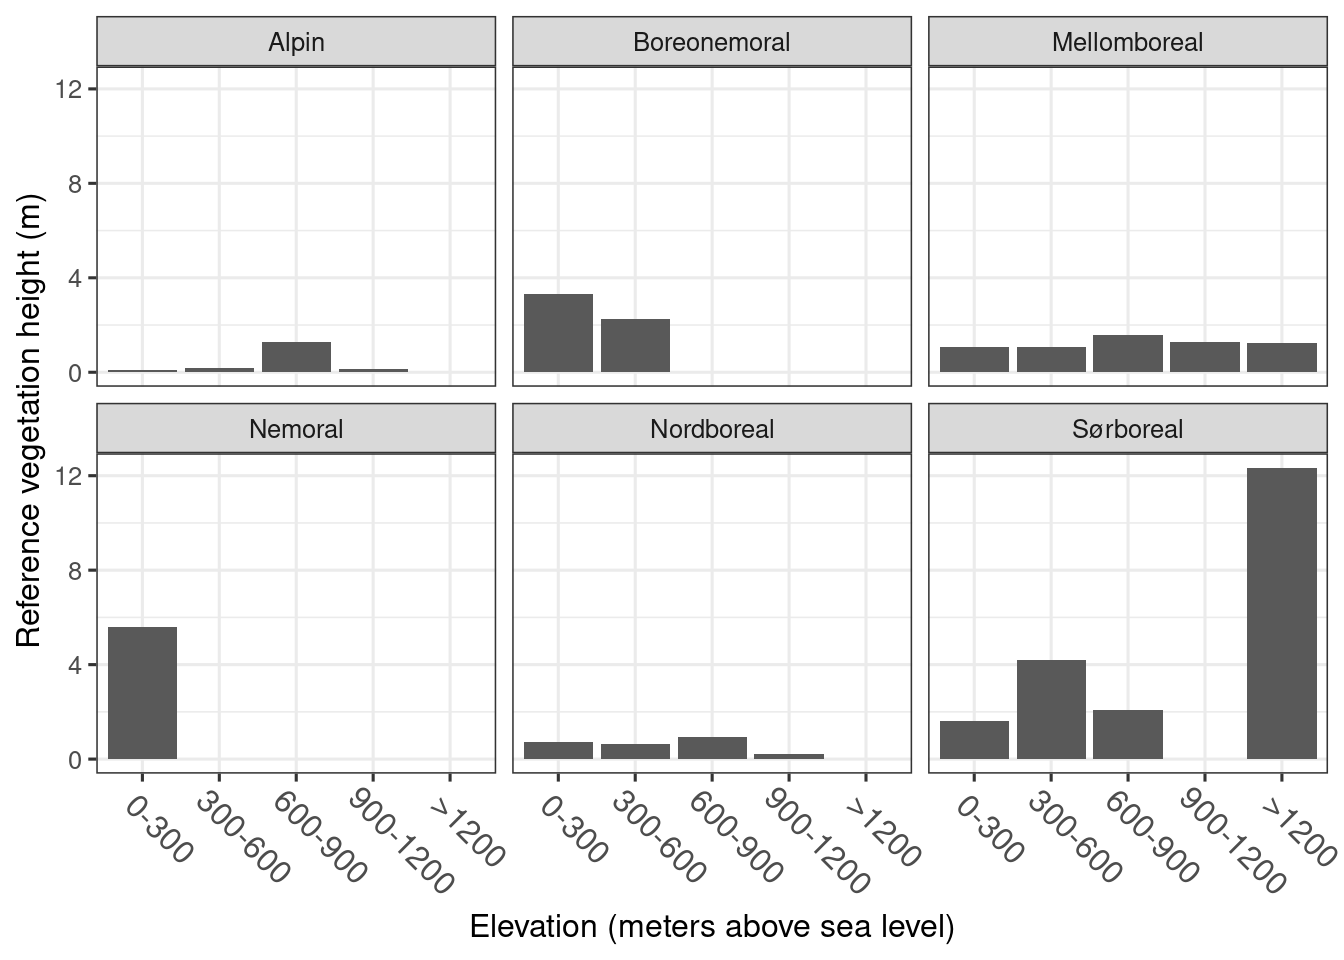 Alpin
Boreonemoral
Mellomboreal
12
8
4
0
Nemoral
Nordboreal
Sørboreal
12
8
4
0
Reference vegetation height (m)
0-300
300-600
600-900
900-1200
>1200
0-300
300-600
600-900
900-1200
>1200
0-300
300-600
600-900
900-1200
>1200
Elevation (meters above sea level)